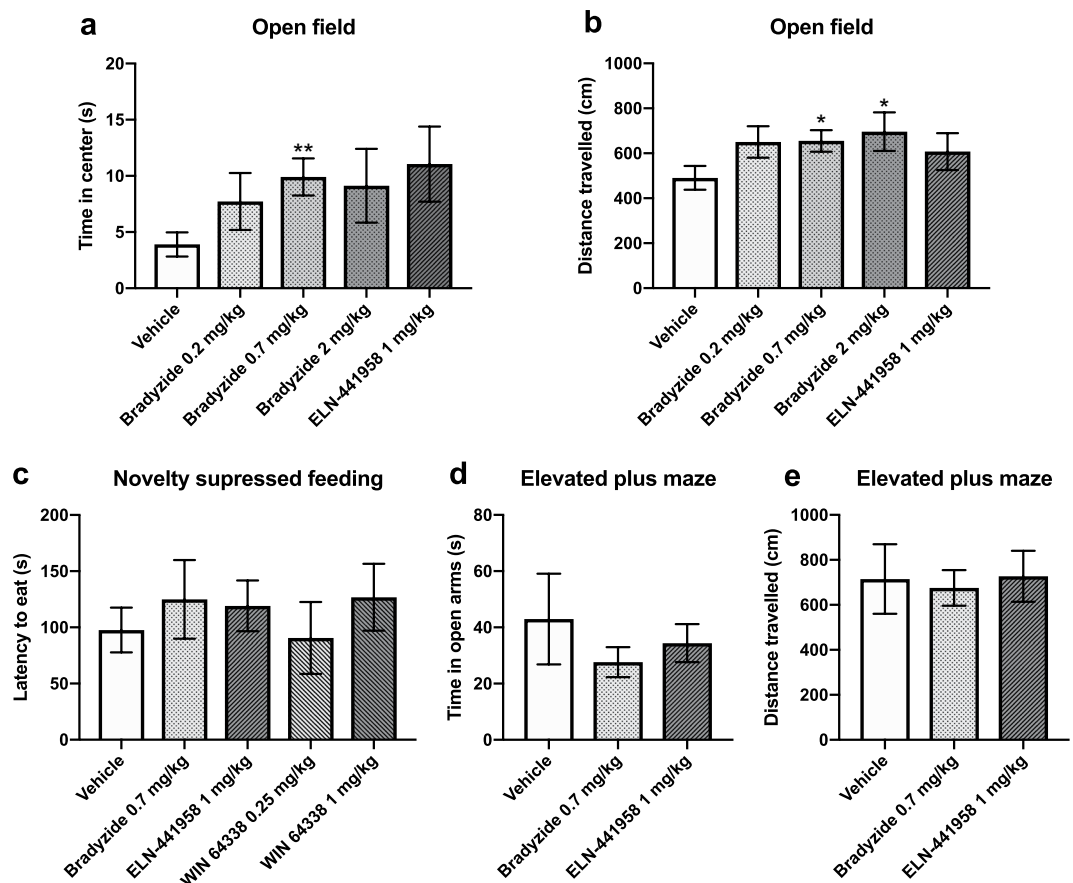 a
Open field
Time in center (s)
20
15
10
5
0
**
Vehicle
Bradyzide 0.2 mg/kg
Bradyzide 0.7 mg/kg
Bradyzide 2 mg/kg
ELN-441958 1 mg/kg
b
Open field
Distance travelled (cm)
1000
800
600
400
200
0
*
*
Vehicle
Bradyzide 0.2 mg/kg
Bradyzide 0.7 mg/kg
Bradyzide 2 mg/kg
ELN-441958 1 mg/kg
c
Novelty supressed feeding
Latency to eat (s)
200
150
100
50
0
Vehicle
Bradyzide 0.7 mg/kg
ELN-441958 1 mg/kg
WIN 64338 0.25 mg/kg
WIN 64338 1 mg/kg
d
Elevated plus maze
Time in open arms (s)
80
60
40
20
0
Vehicle
Bradyzide 0.7 mg/kg
ELN-441958 1 mg/kg
e
Elevated plus maze
Distance travelled (cm)
1000
800
600
400
200
0
Vehicle
Bradyzide 0.7 mg/kg
ELN-441958 1 mg/kg